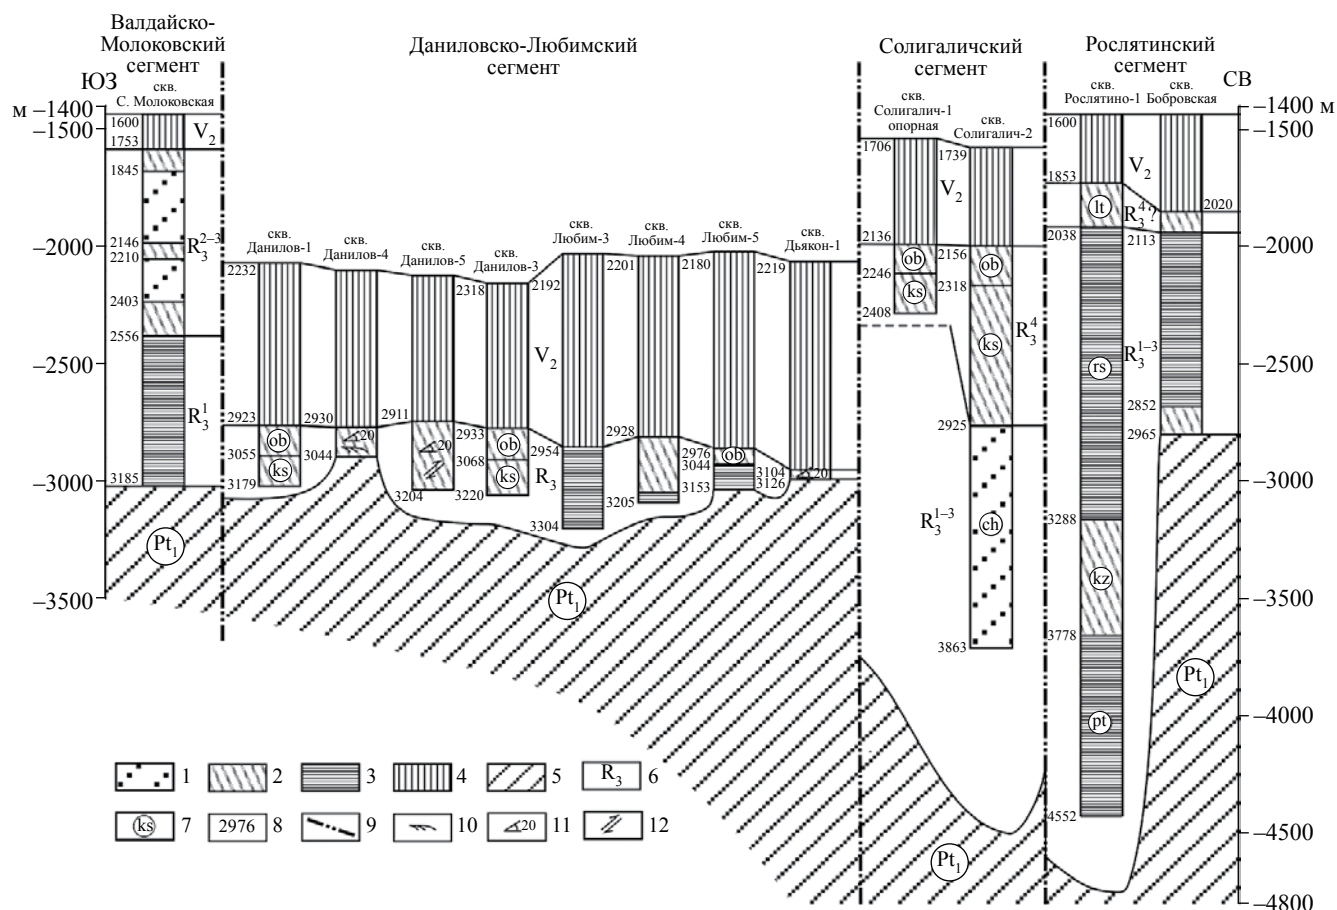 Валдайско-
Молоковский
сегмент
Даниловско-Любимский
сегмент
Солигаличский
сегмент
Рослятинский
сегмент
ЮЗ
СВ
скв.
С. Молоковская
скв.
Солигалич-1
опорная
скв.
Солигалич-2
скв.
Рослятино-1
скв.
Бобровская
м –1400
–1500
–2000
–2500
–3000
–3500
–1400 м
–1500
–2000
–2500
–3000
–3500
–4000
–4500
–4800
1600
1753
1845
2146
2210
2403
2556
3185
V2
R3^2–3
R3^1
Pt1
скв.
Данилов-1
скв.
Данилов-4
скв.
Данилов-5
скв.
Данилов-3
скв.
Любим-3
скв.
Любим-4
скв.
Любим-5
скв.
Дьякон-1
2232
2318
2192
2201
2180
2219
V2
2923
2930
2911
2933
2954
2928
2976
3044
3104
3126
3055
3179
3044
3204
3068
3220
3304
3205
3153
ob
ks
20
20
ob
ks
ob
20
R3
Pt1
1706
1739
V2
2136
2156
2246
2318
2408
ob
ks
ob
ks
R3^4
2925
R3^1–3
ch
3863
Pt1
1600
1853
2020
V2
lt
R3^4?
2038
2113
rs
R3^1–3
2852
2965
3288
kz
3778
pt
4552
Pt1
1
2
3
4
5
R3 6
ks 7
2976 8
9
10
20 11
12